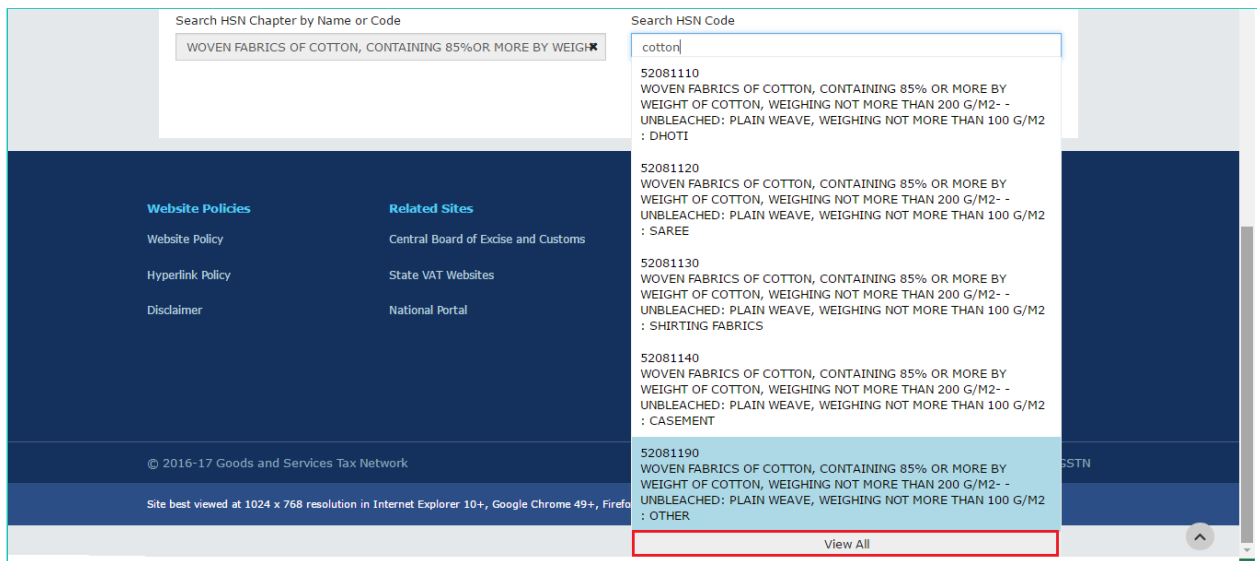 Search HSN Chapter by Name or Code
WOVEN FABRICS OF COTTON, CONTAINING 85%OR MORE BY WEIGH
Search HSN Code
cotton
52081110
WOVEN FABRICS OF COTTON, CONTAINING 85% OR MORE BY
WEIGHT OF COTTON, WEIGHING NOT MORE THAN 200 G/M2- -
UNBLEACHED: PLAIN WEAVE, WEIGHING NOT MORE THAN 100 G/M2
: DHOTI
52081120
WOVEN FABRICS OF COTTON, CONTAINING 85% OR MORE BY
WEIGHT OF COTTON, WEIGHING NOT MORE THAN 200 G/M2- -
UNBLEACHED: PLAIN WEAVE, WEIGHING NOT MORE THAN 100 G/M2
: SAREE
52081130
WOVEN FABRICS OF COTTON, CONTAINING 85% OR MORE BY
WEIGHT OF COTTON, WEIGHING NOT MORE THAN 200 G/M2- -
UNBLEACHED: PLAIN WEAVE, WEIGHING NOT MORE THAN 100 G/M2
: SHIRTING FABRICS
52081140
WOVEN FABRICS OF COTTON, CONTAINING 85% OR MORE BY
WEIGHT OF COTTON, WEIGHING NOT MORE THAN 200 G/M2- -
UNBLEACHED: PLAIN WEAVE, WEIGHING NOT MORE THAN 100 G/M2
: CASEMENT
52081190
WOVEN FABRICS OF COTTON, CONTAINING 85% OR MORE BY
WEIGHT OF COTTON, WEIGHING NOT MORE THAN 200 G/M2- -
UNBLEACHED: PLAIN WEAVE, WEIGHING NOT MORE THAN 100 G/M2
: OTHER
View All
Website Policies
Website Policy
Hyperlink Policy
Disclaimer
Related Sites
Central Board of Excise and Customs
State VAT Websites
National Portal
© 2016-17 Goods and Services Tax Network
GSTN
Site best viewed at 1024 x 768 resolution in Internet Explorer 10+, Google Chrome 49+, Firefo